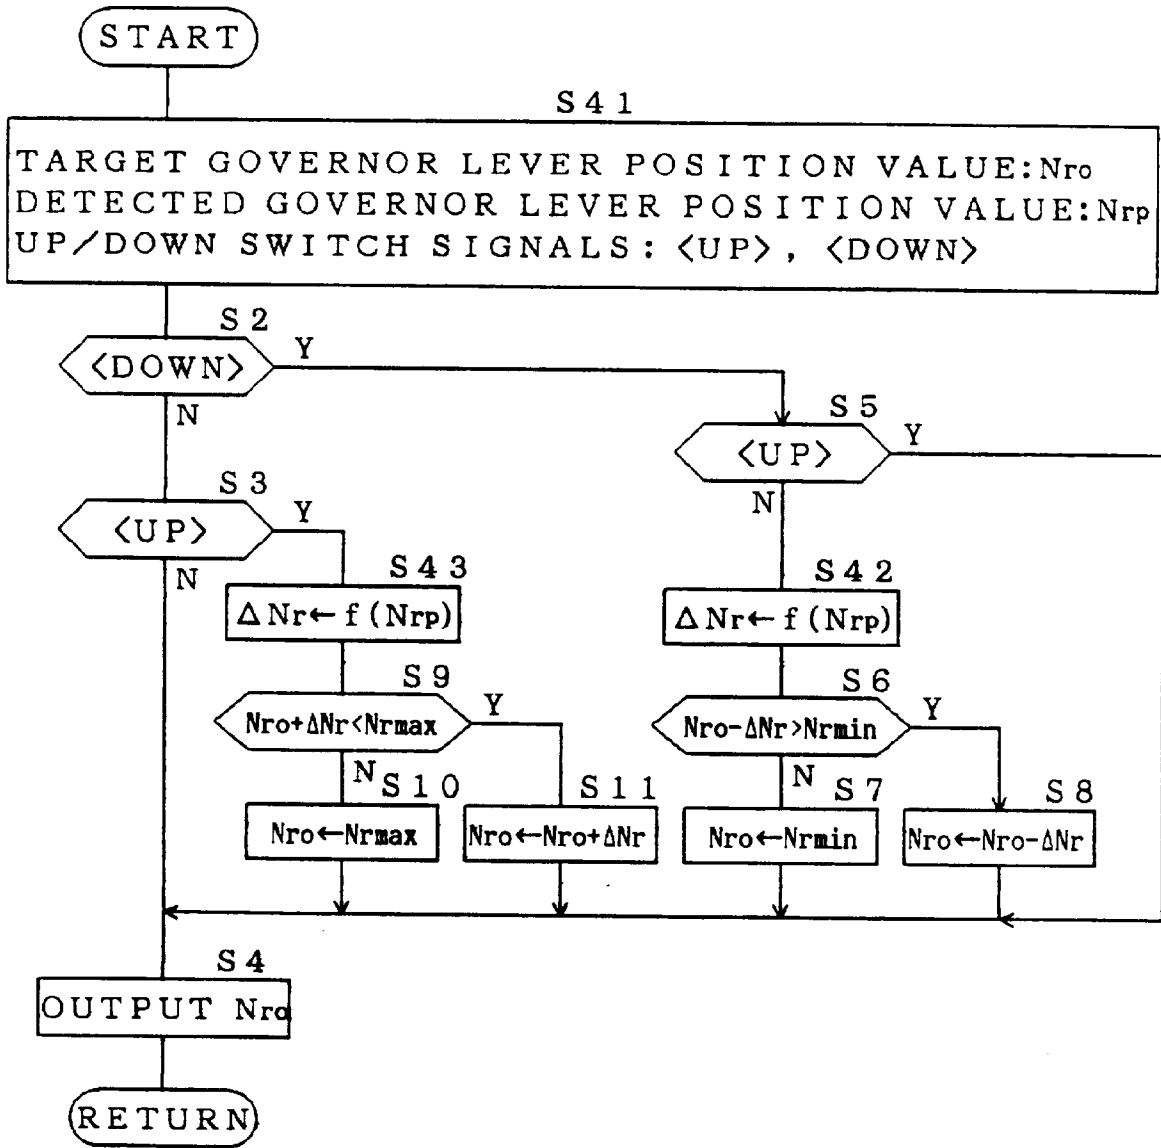 START
S41
TARGET GOVERNOR LEVER POSITION VALUE:Nro
DETECTED GOVERNOR LEVER POSITION VALUE:Nrp
UP/DOWN SWITCH SIGNALS: <UP>, <DOWN>
S2
<DOWN>
Y
N
S5
<UP>
Y
N
S3
<UP>
Y
N
S43
ΔNr←f(Nrp)
S42
ΔNr←f(Nrp)
S9
Nro+ΔNr<Nrmax
Y
N
S6
Nro-ΔNr>Nrmin
Y
N
S10
Nro←Nrmax
S11
Nro←Nro+ΔNr
S7
Nro←Nrmin
S8
Nro←Nro-ΔNr
S4
OUTPUT Nro
RETURN